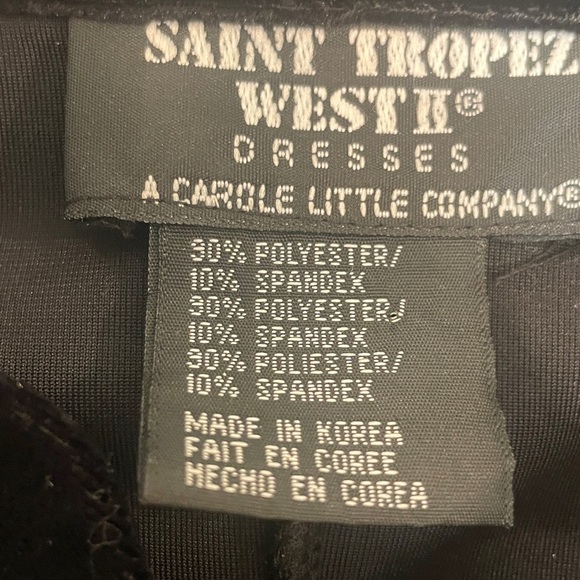 SAINT TROPEZ
WEST II®
DRESSES
A CAROLE LITTLE COMPANY®
90% POLYESTER/
10% SPANDEX
90% POLYESTER/
10% SPANDEX
90% POLIESTER/
10% SPANDEX
MADE IN KOREA
FAIT EN COREE
HECHO EN COREA